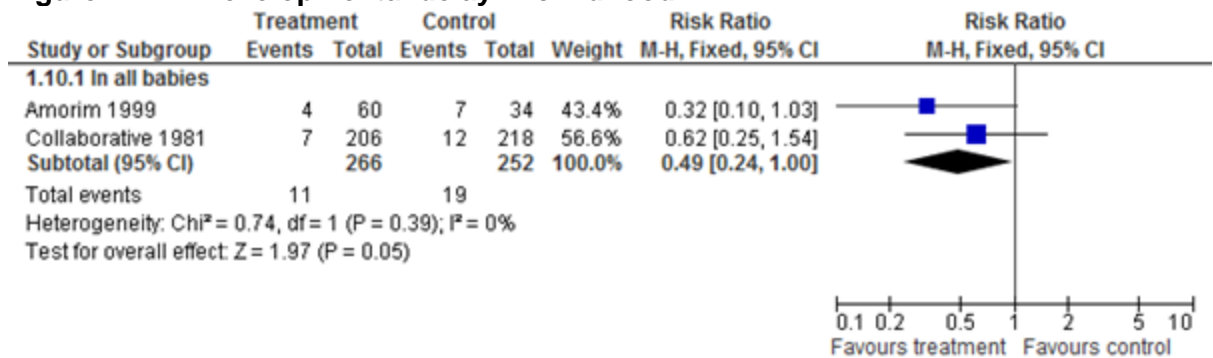 Treatment Control Risk Ratio Risk Ratio
Study or Subgroup Events Total Events Total Weight M-H, Fixed, 95% CI M-H, Fixed, 95% CI
1.10.1 In all babies
Amorim 1999 4 60 7 34 43.4% 0.32 [0.10, 1.03]
Collaborative 1981 7 206 12 218 56.6% 0.62 [0.25, 1.54]
Subtotal (95% CI) 266 252 100.0% 0.49 [0.24, 1.00]
Total events 11 19
Heterogeneity: Chi² = 0.74, df = 1 (P = 0.39); I² = 0%
Test for overall effect: Z = 1.97 (P = 0.05)
0.1 0.2 0.5 1 2 5 10
Favours treatment Favours control